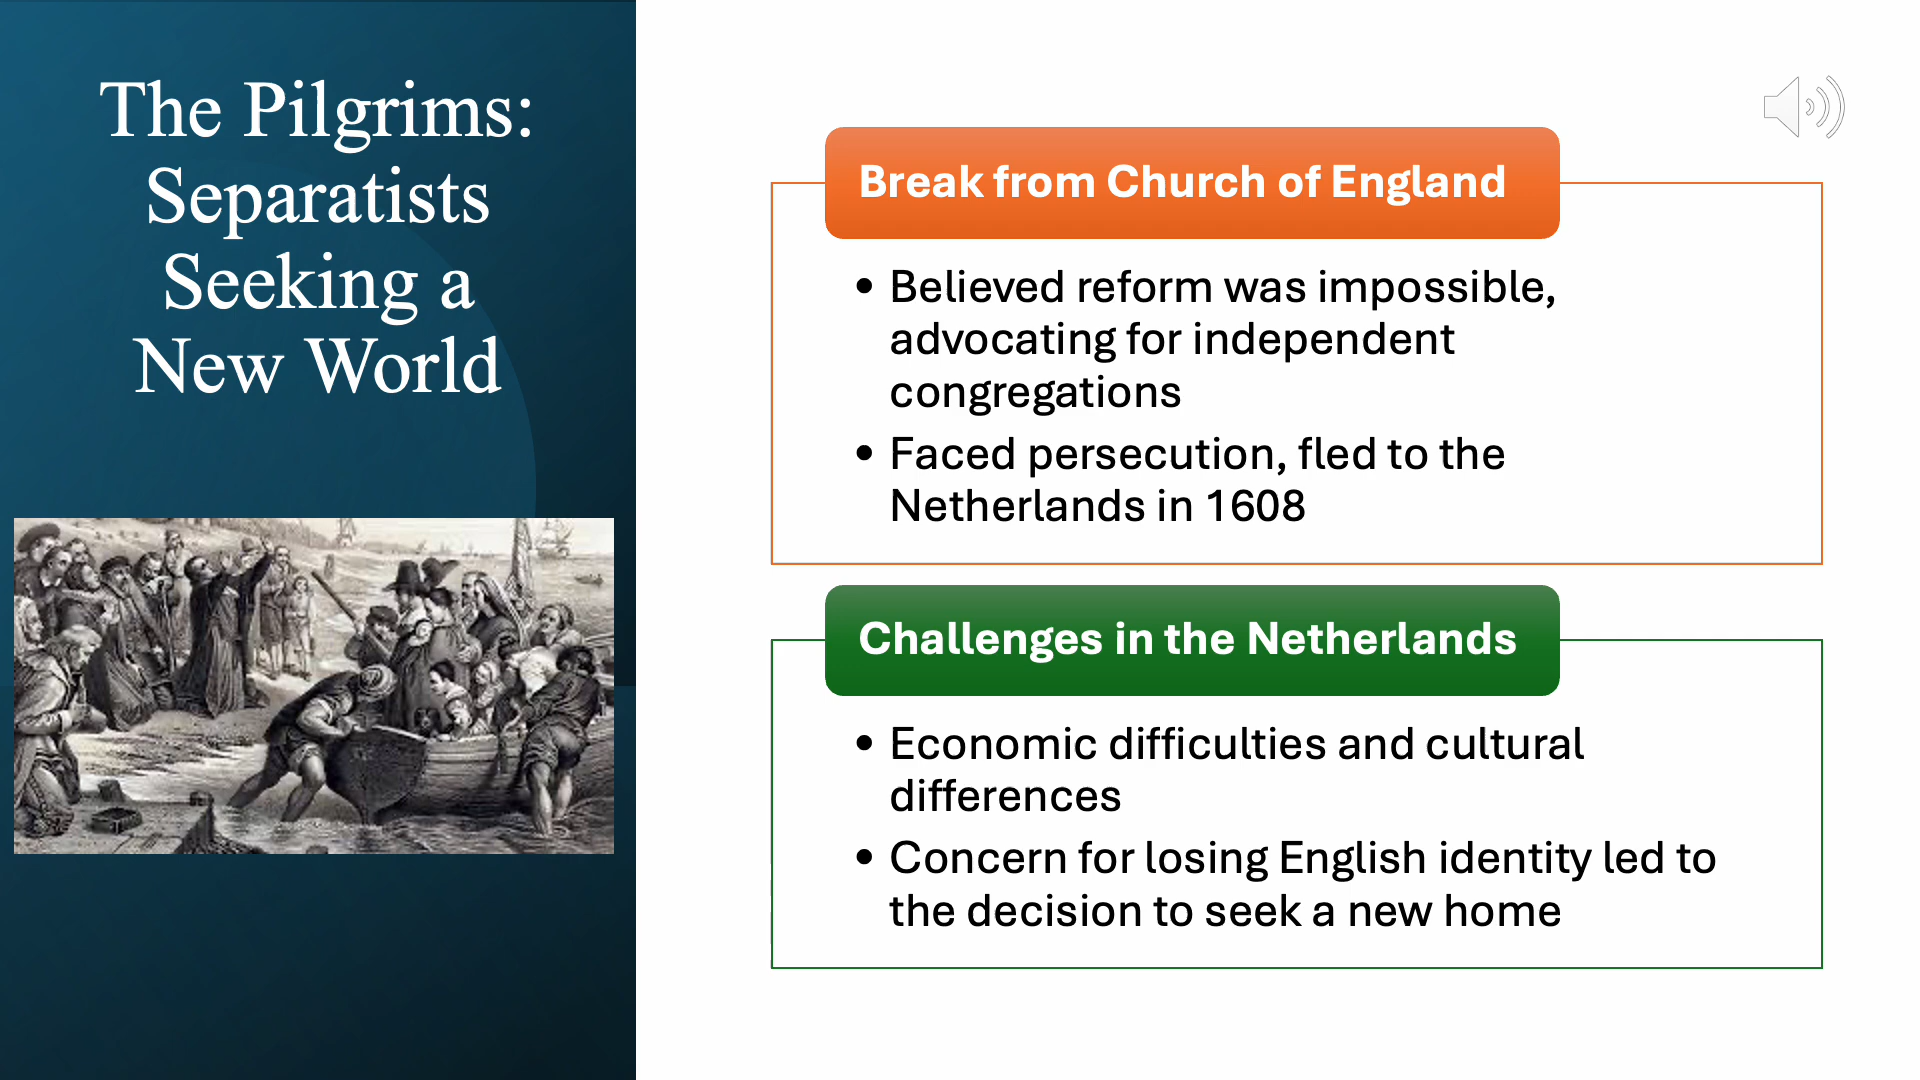 The Pilgrims:
Separatists
Seeking a
New World
Break from Church of England
• Believed reform was impossible,
advocating for independent
congregations
• Faced persecution, fled to the
Netherlands in 1608
Challenges in the Netherlands
• Economic difficulties and cultural
differences
• Concern for losing English identity led to
the decision to seek a new home